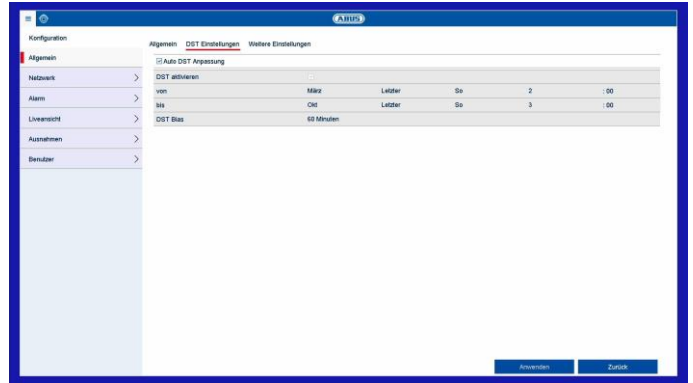 ABUS
Konfiguration
Allgemein
Netzwerk
Alarm
Liveansicht
Ausnahmen
Benutzer
Allgemein DST Einstellungen Weitere Einstellungen
Auto DST Anpassung
DST aktivieren
von März Letzter So 2 : 00
bis Okt Letzter So 3 : 00
DST Bias 60 Minuten
Anwenden Zurück